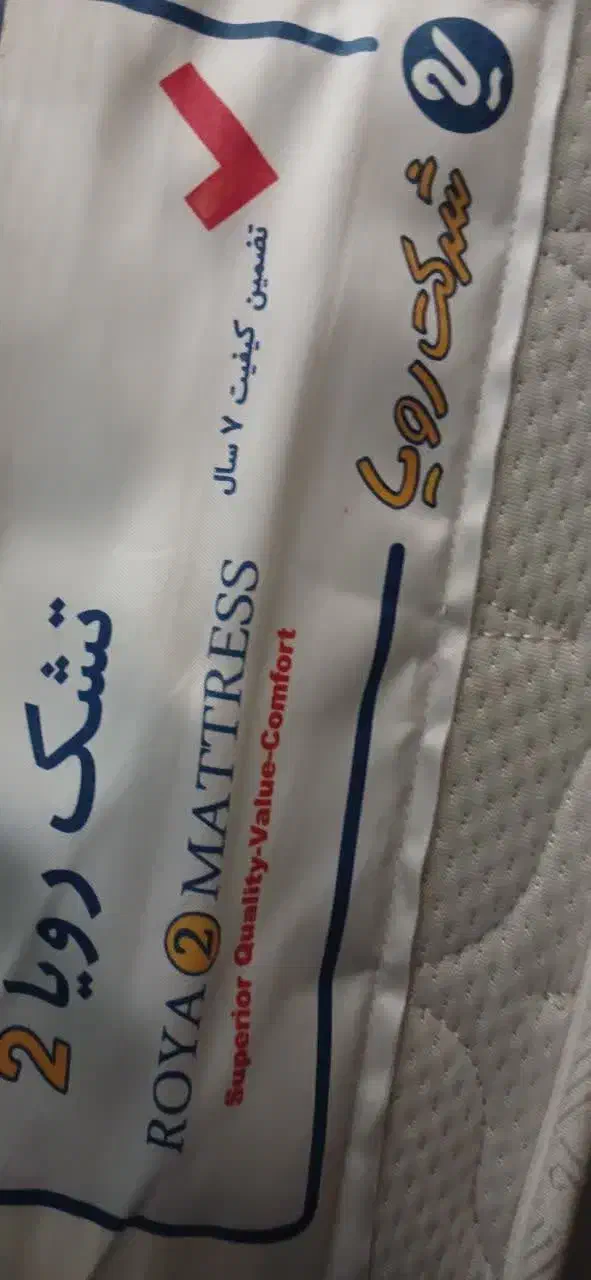 شرکت رویا
تضمین کیفیت ۷ سال
تشک رویا 2
ROYA 2 MATTRESS
Superior Quality-Value-Comfort